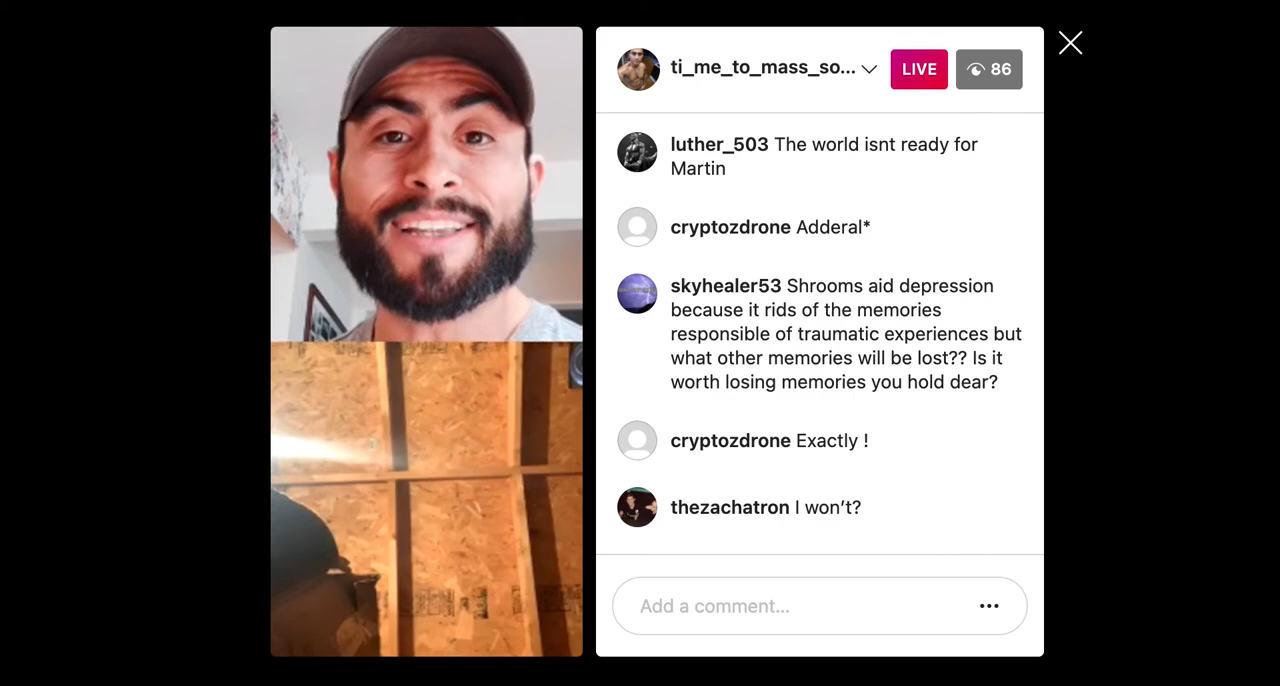 ti_me_to_mass_so...
LIVE
86
luther_503 The world isnt ready for
Martin
cryptozdrone Adderal*
skyhealer53 Shrooms aid depression
because it rids of the memories
responsible of traumatic experiences but
what other memories will be lost?? Is it
worth losing memories you hold dear?
cryptozdrone Exactly !
thezachatron I won’t?
Add a comment...